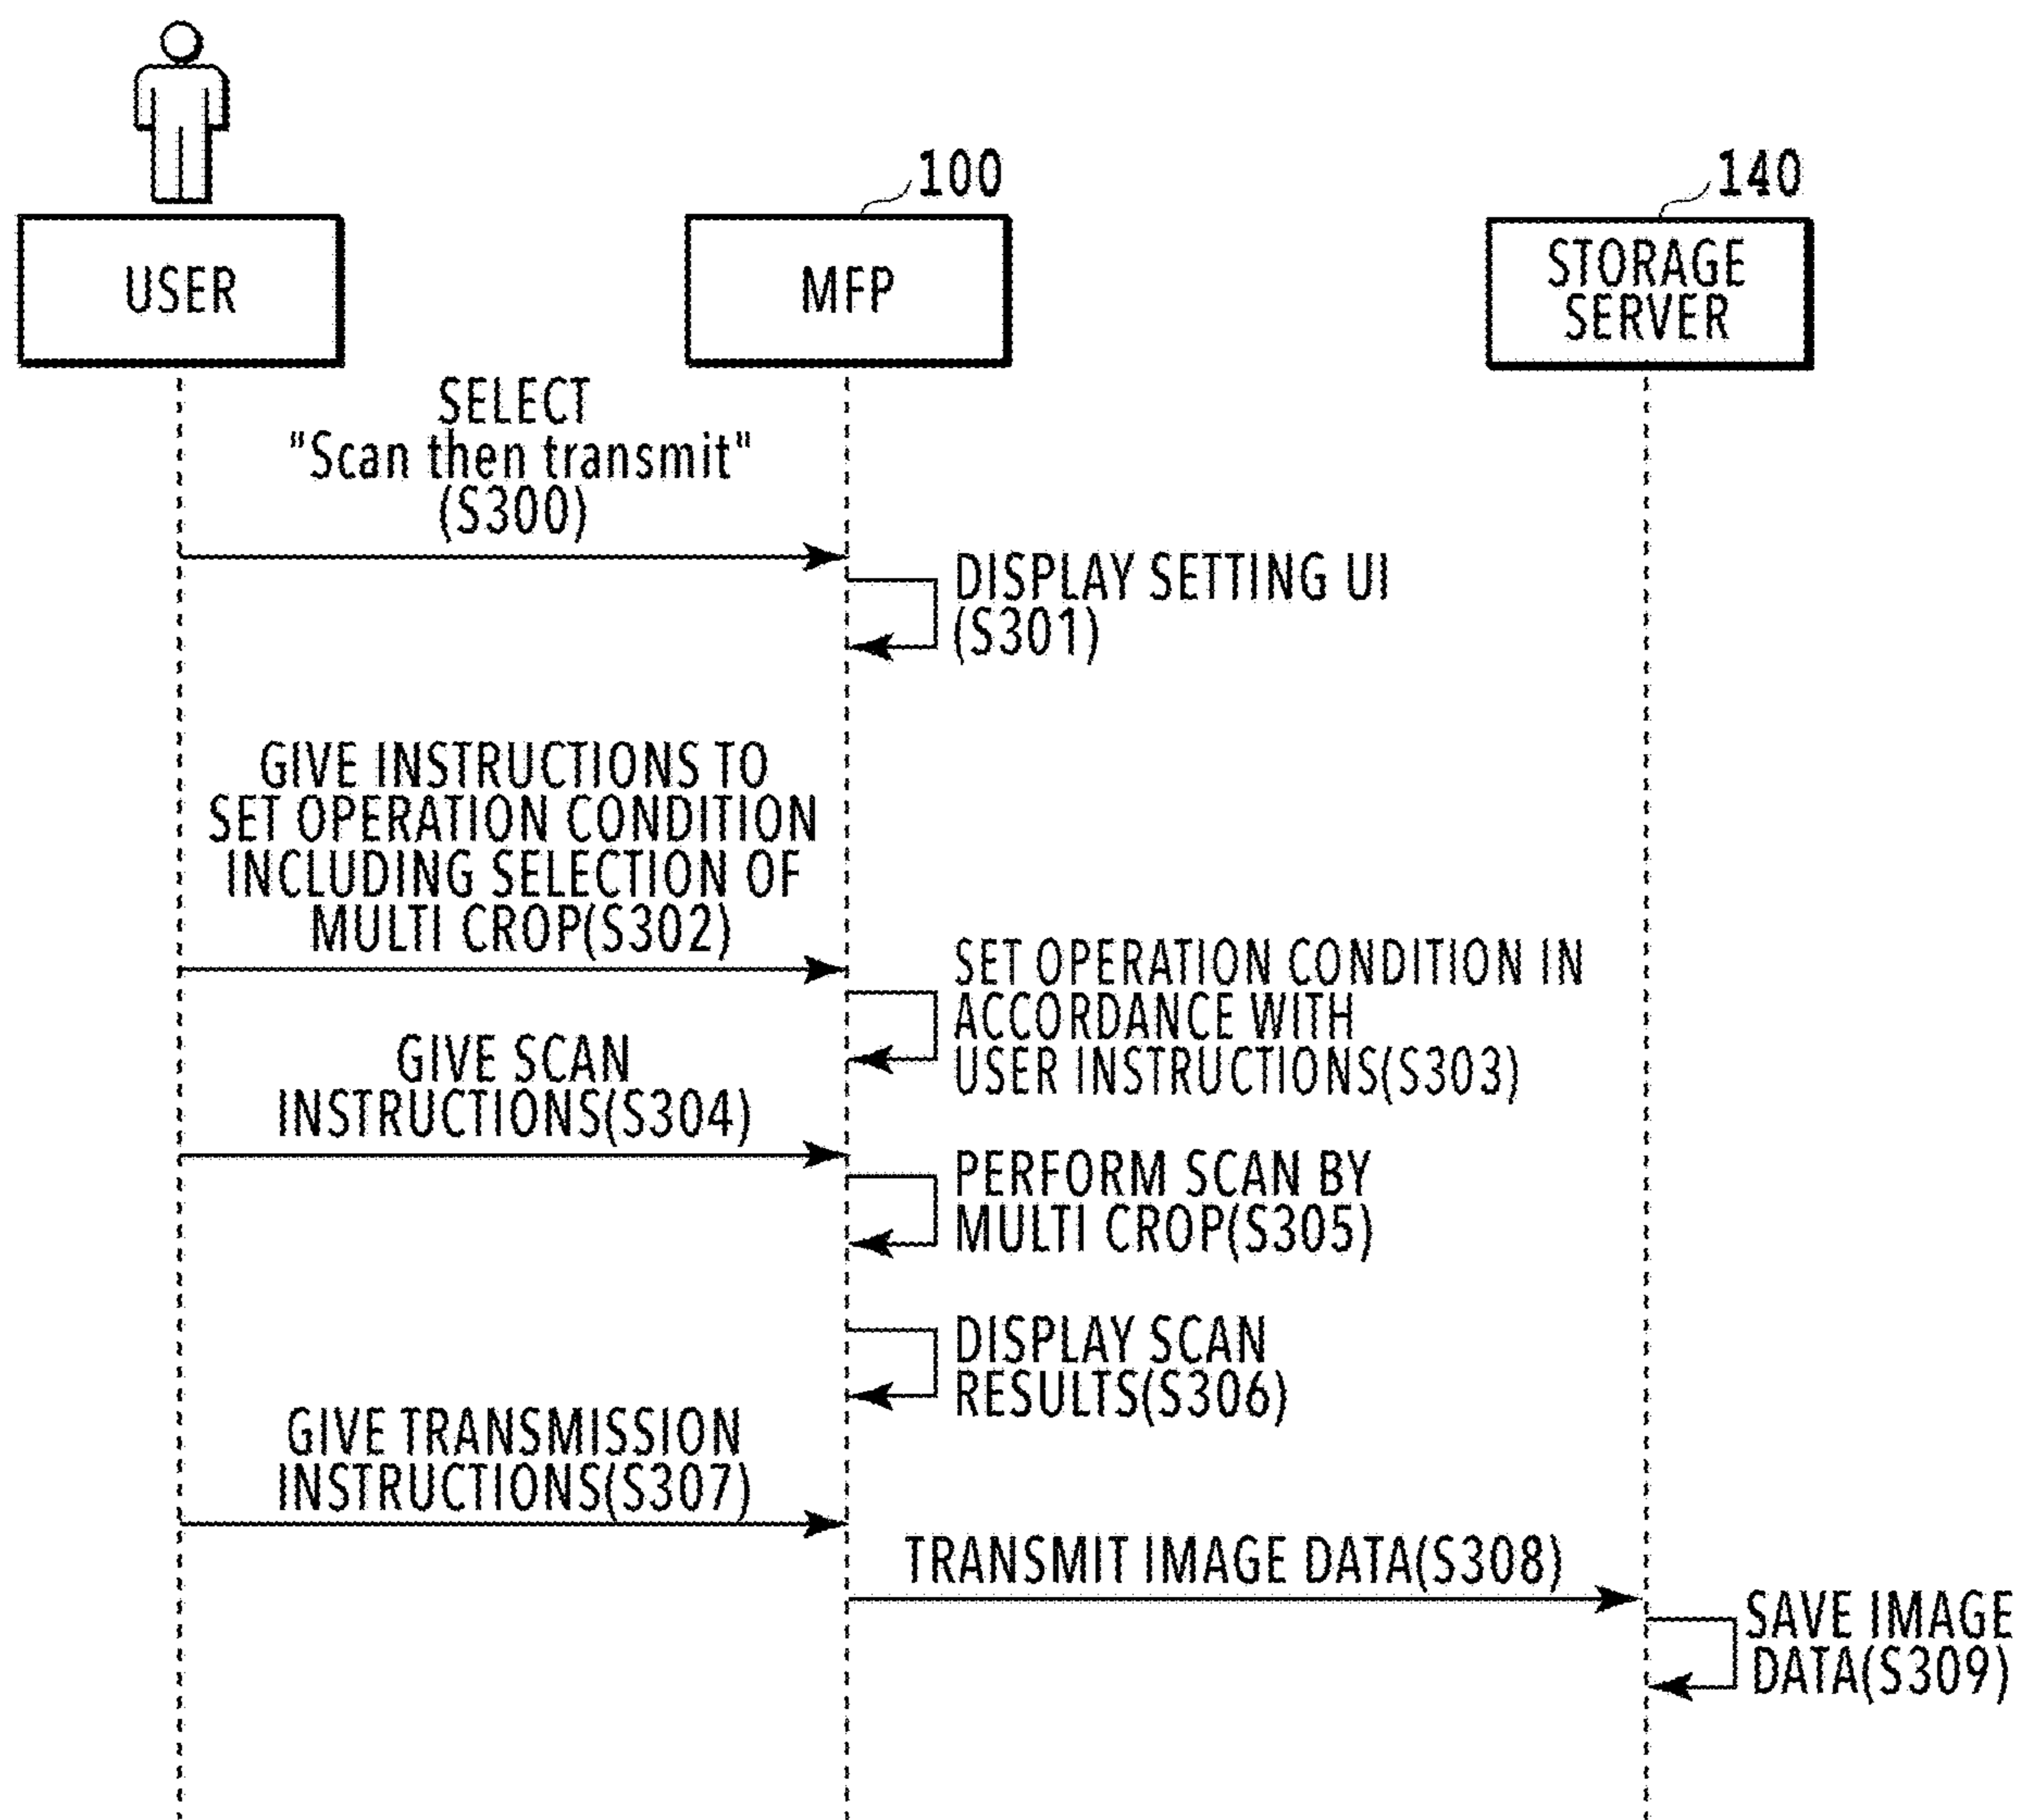 100
140
USER
MFP
STORAGE
SERVER
SELECT
"Scan then transmit"
(S300)
DISPLAY SETTING UI
(S301)
GIVE INSTRUCTIONS TO
SET OPERATION CONDITION
INCLUDING SELECTION OF
MULTI CROP(S302)
SET OPERATION CONDITION IN
ACCORDANCE WITH
USER INSTRUCTIONS(S303)
GIVE SCAN
INSTRUCTIONS(S304)
PERFORM SCAN BY
MULTI CROP(S305)
DISPLAY SCAN
RESULTS(S306)
GIVE TRANSMISSION
INSTRUCTIONS(S307)
TRANSMIT IMAGE DATA(S308)
SAVE IMAGE
DATA(S309)